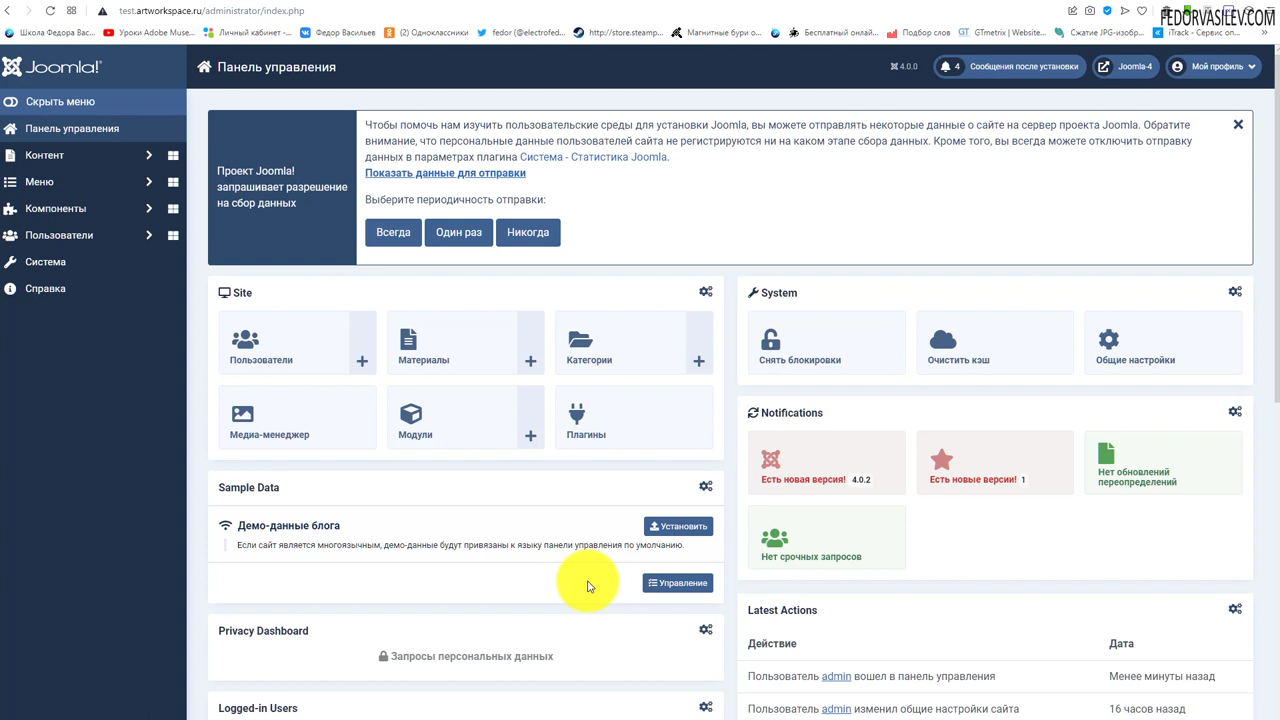 test.artworkspace.ru/administrator/index.php
FEDORVASILEV.COM
Школа Федора Вас...
Уроки Adobe Muse...
Личный кабинет -...
Федор Васильев
(2) Одноклассники
fedor (@electrofed...
http://store.steamp...
Магнитные бури о...
Бесплатный онлай...
Подбор слов
GTmetrix | Website...
Сжатие JPG-изобр...
iTrack - Сервис оп...
Joomla!
Панель управления
4.0.0
4 Сообщения после установки
Joomla-4
Мой профиль
Скрыть меню
Панель управления
Контент
Меню
Компоненты
Пользователи
Система
Справка
Проект Joomla!
запрашивает разрешение
на сбор данных
Чтобы помочь нам изучить пользовательские среды для установки Joomla, вы можете отправлять некоторые данные о сайте на сервер проекта Joomla. Обратите
внимание, что персональные данные пользователей сайта не регистрируются ни на каком этапе сбора данных. Кроме того, вы всегда можете отключить отправку
данных в параметрах плагина Система - Статистика Joomla.
Показать данные для отправки
Выберите периодичность отправки:
Всегда
Один раз
Никогда
Site
Пользователи
Материалы
Категории
Медиа-менеджер
Модули
Плагины
Sample Data
Демо-данные блога
Установить
Если сайт является многоязычным, демо-данные будут привязаны к языку панели управления по умолчанию.
Управление
Privacy Dashboard
Запросы персональных данных
Logged-in Users
System
Снять блокировки
Очистить кэш
Общие настройки
Notifications
Есть новая версия! 4.0.2
Есть новые версии! 1
Нет обновлений
переопределений
Нет срочных запросов
Latest Actions
Действие
Дата
Пользователь admin вошел в панель управления
Менее минуты назад
Пользователь admin изменил общие настройки сайта
16 часов назад